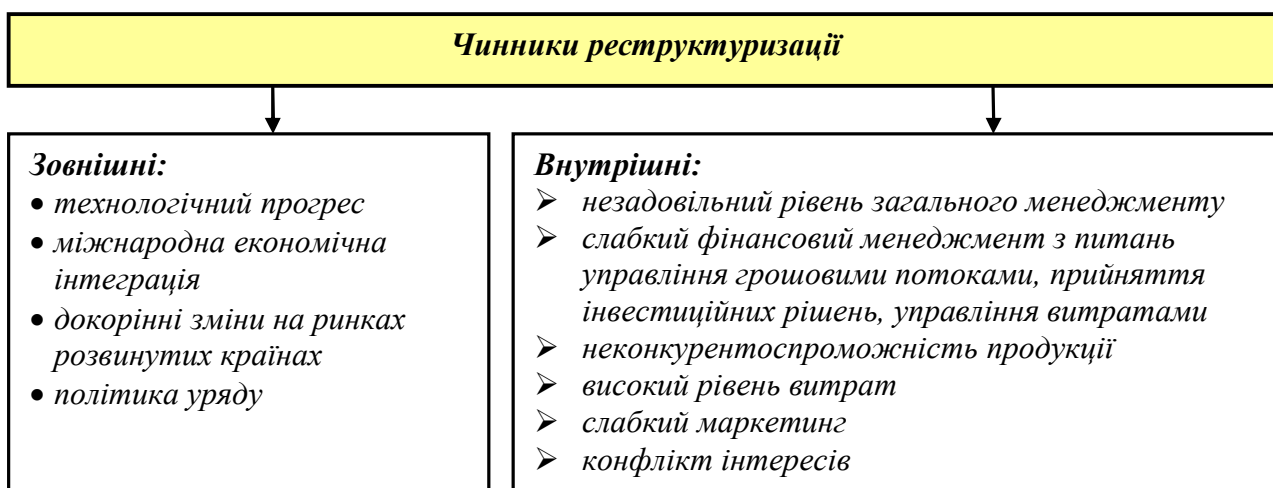 Чинники реструктуризації
Зовнішні:
• технологічний прогрес
• міжнародна економічна
інтеграція
• докорінні зміни на ринках
розвинутих країнах
• політика уряду
Внутрішні:
➢ незадовільний рівень загального менеджменту
➢ слабкий фінансовий менеджмент з питань
управління грошовими потоками, прийняття
інвестиційних рішень, управління витратами
➢ неконкурентоспроможність продукції
➢ високий рівень витрат
➢ слабкий маркетинг
➢ конфлікт інтересів